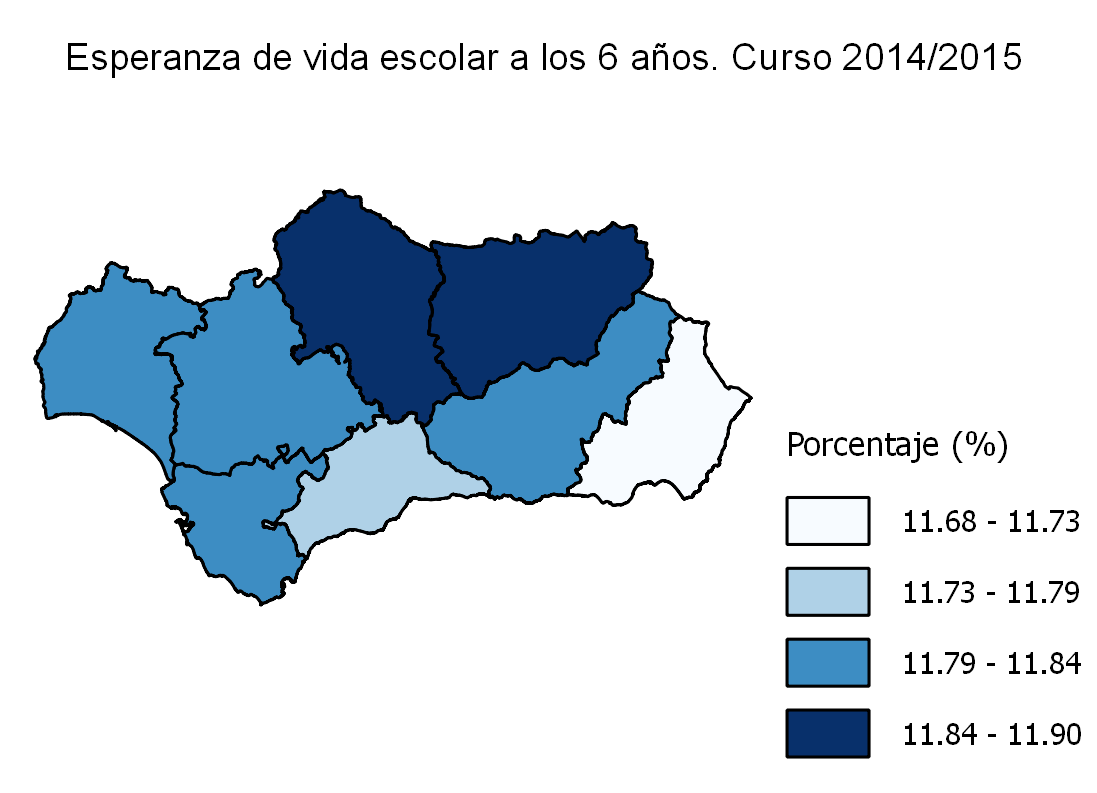 Esperanza de vida escolar a los 6 años. Curso 2014/2015
Porcentaje (%)
11.68 - 11.73
11.73 - 11.79
11.79 - 11.84
11.84 - 11.90